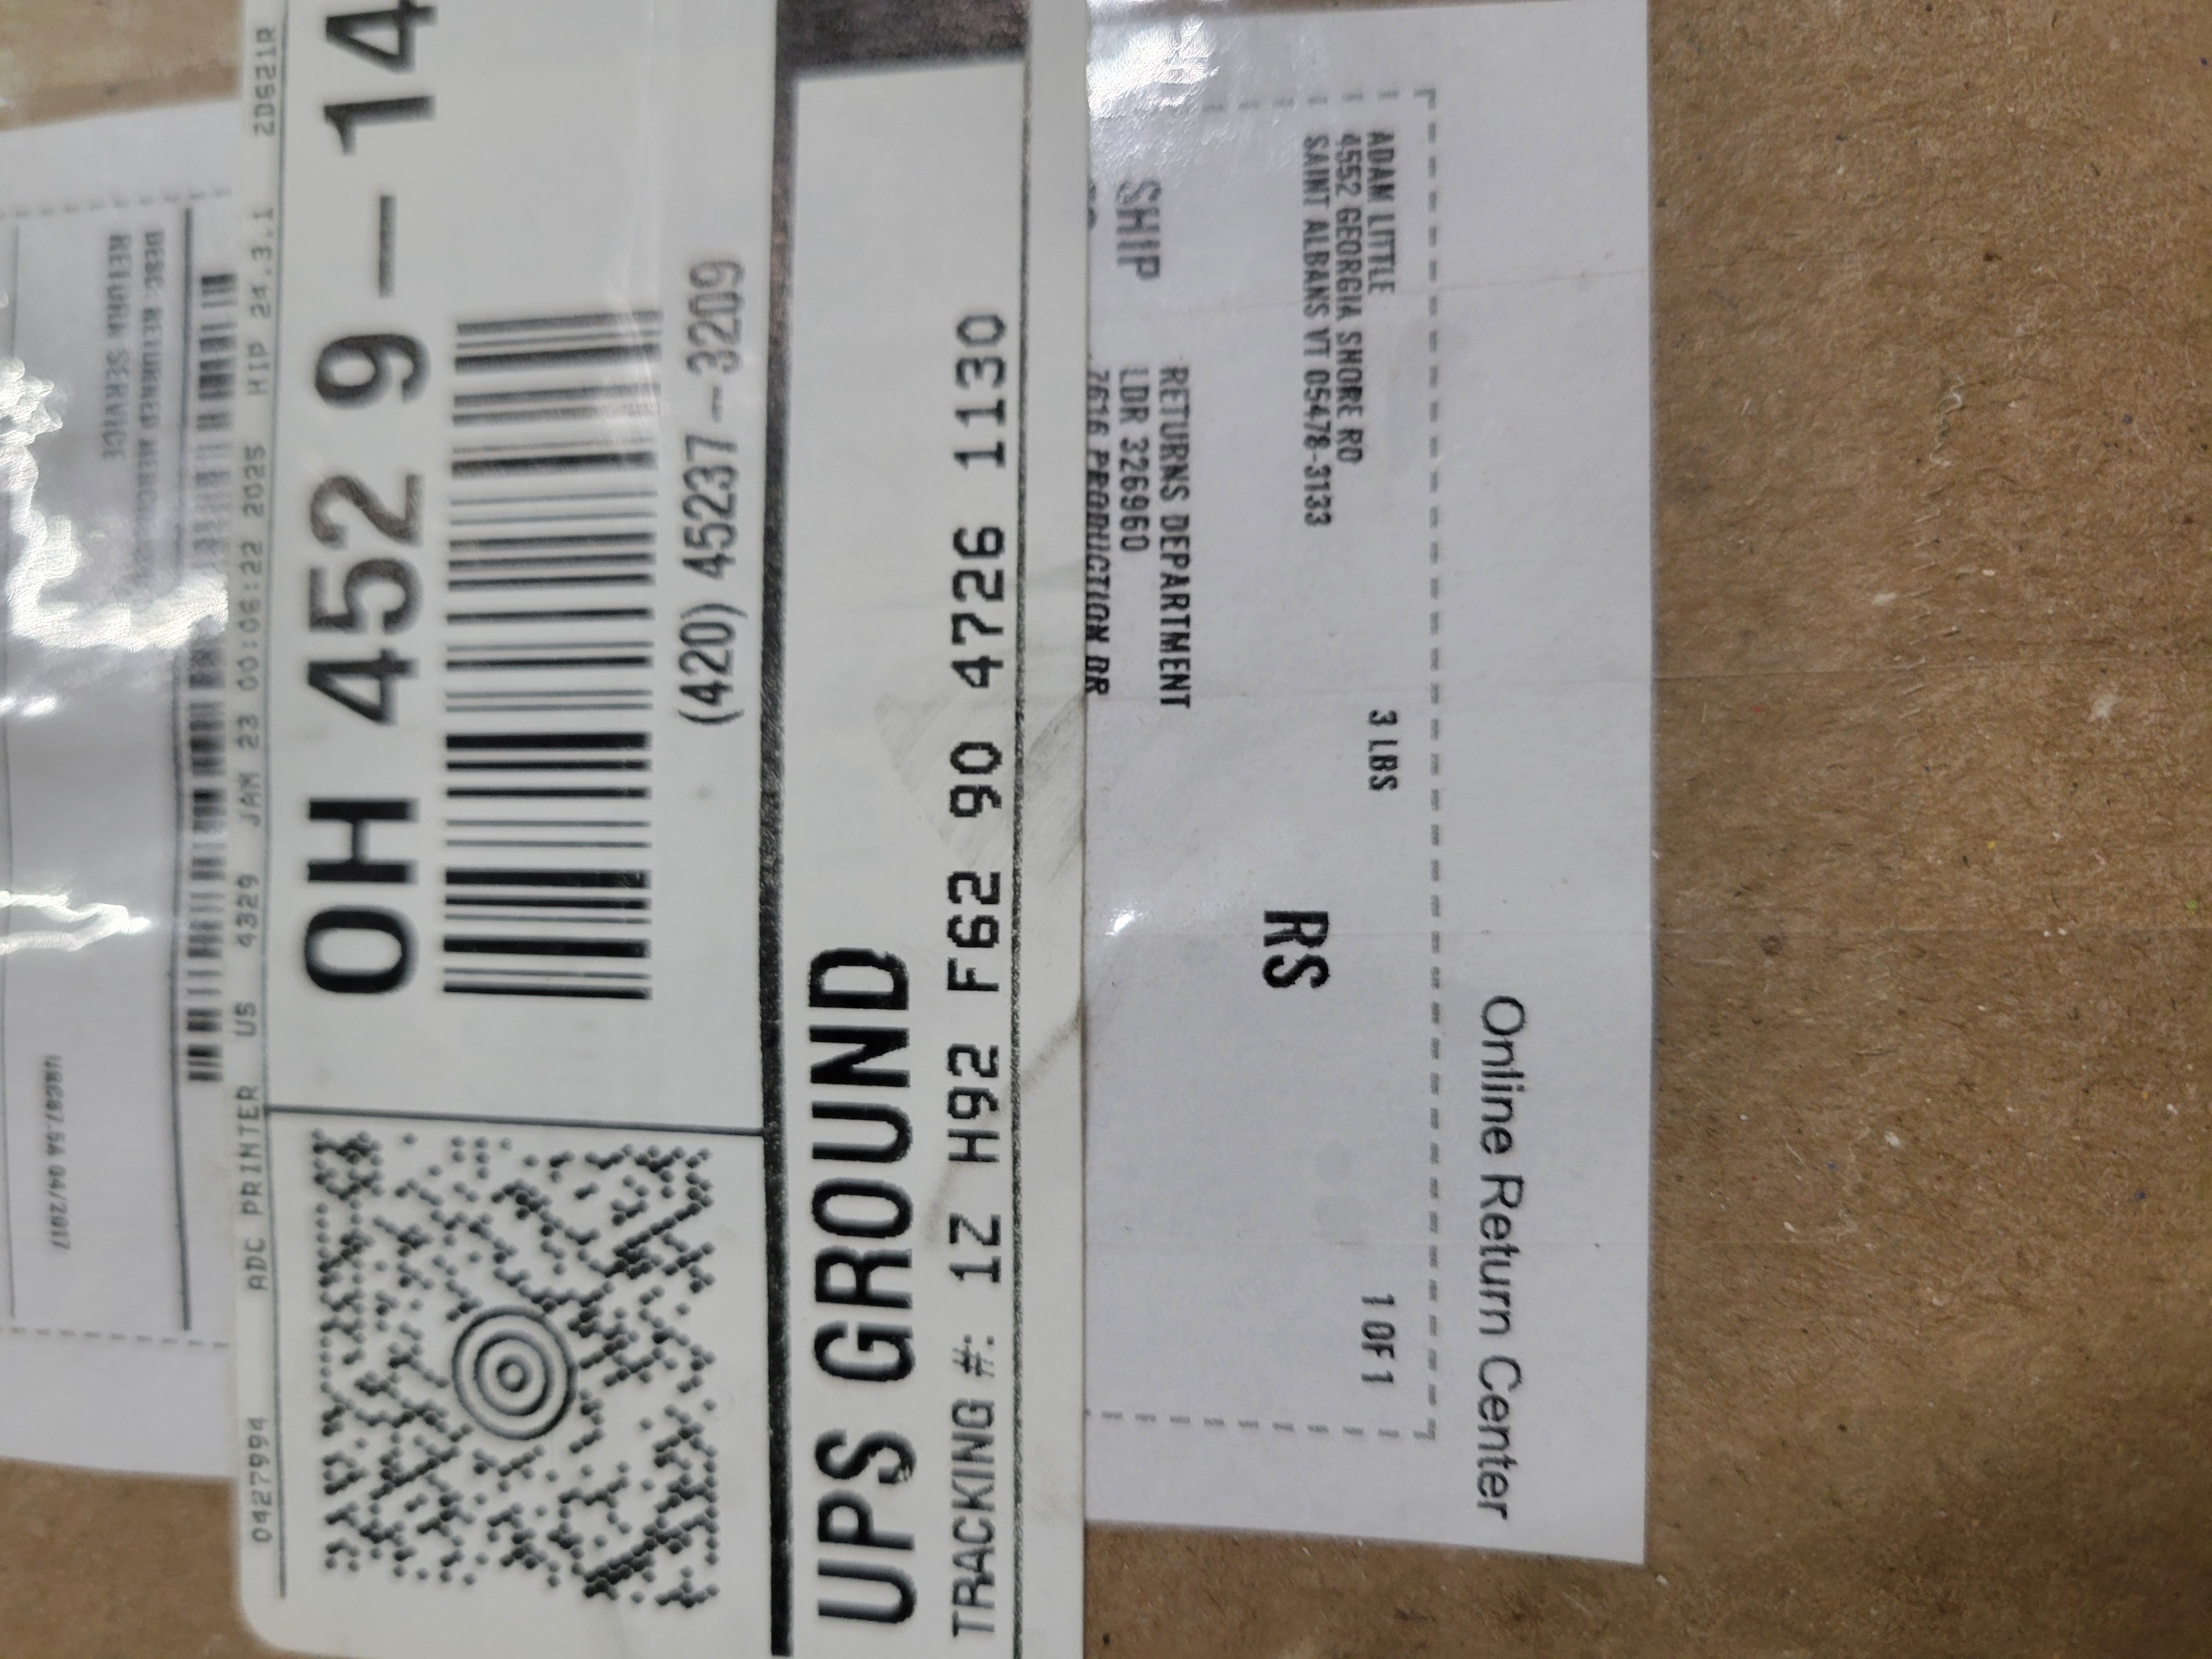 Online Return Center
ADAM LITTLE
4552 GEORGIA SHORE RD
SAINT ALBANS VT 05478-3133
3 LBS
1 OF 1
RS
SHIP
RETURNS DEPARTMENT
LDR 326960
7616 PRODUCTION DR
0427994 ADC PRINTER US 4329 JAN 23 00:06:22 2025 HIP 24.3.1 ZD621R
OH 452 9-14
(420) 45237-3209
UPS GROUND
TRACKING #: 1Z H92 F62 90 4726 1130
RETURN SERVICE